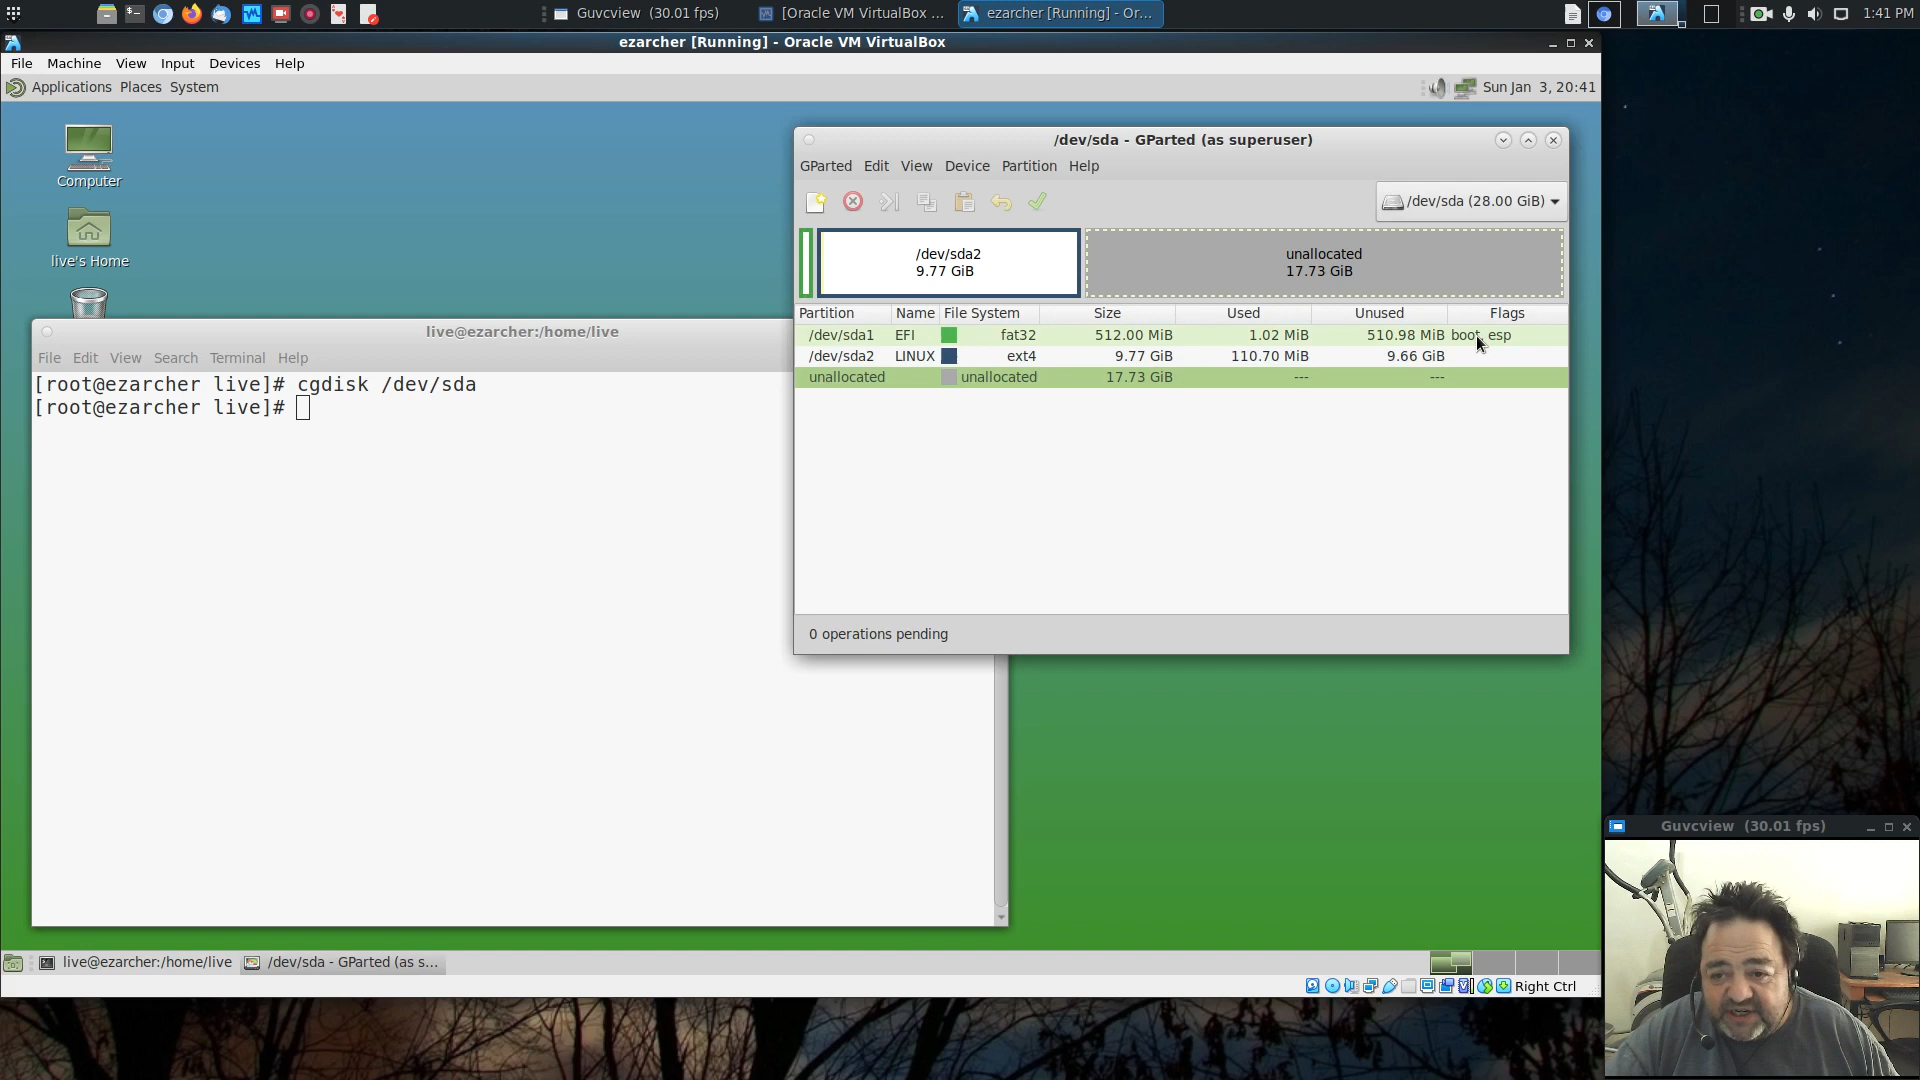 Guvcview (30.01 fps)
[Oracle VM VirtualBox ...
ezarcher [Running] - Or...
1:41 PM
ezarcher [Running] - Oracle VM VirtualBox
File Machine View Input Devices Help
Applications Places System
Sun Jan 3, 20:41
Computer
live's Home
/dev/sda - GParted (as superuser)
GParted Edit View Device Partition Help
/dev/sda (28.00 GiB)
/dev/sda2
9.77 GiB
unallocated
17.73 GiB
Partition Name File System Size Used Unused Flags
/dev/sda1 EFI fat32 512.00 MiB 1.02 MiB 510.98 MiB boot, esp
/dev/sda2 LINUX ext4 9.77 GiB 110.70 MiB 9.66 GiB
unallocated unallocated 17.73 GiB --- ---
0 operations pending
live@ezarcher:/home/live
File Edit View Search Terminal Help
[root@ezarcher live]# cgdisk /dev/sda
[root@ezarcher live]#
live@ezarcher:/home/live
/dev/sda - GParted (as s...
Right Ctrl
Guvcview (30.01 fps)